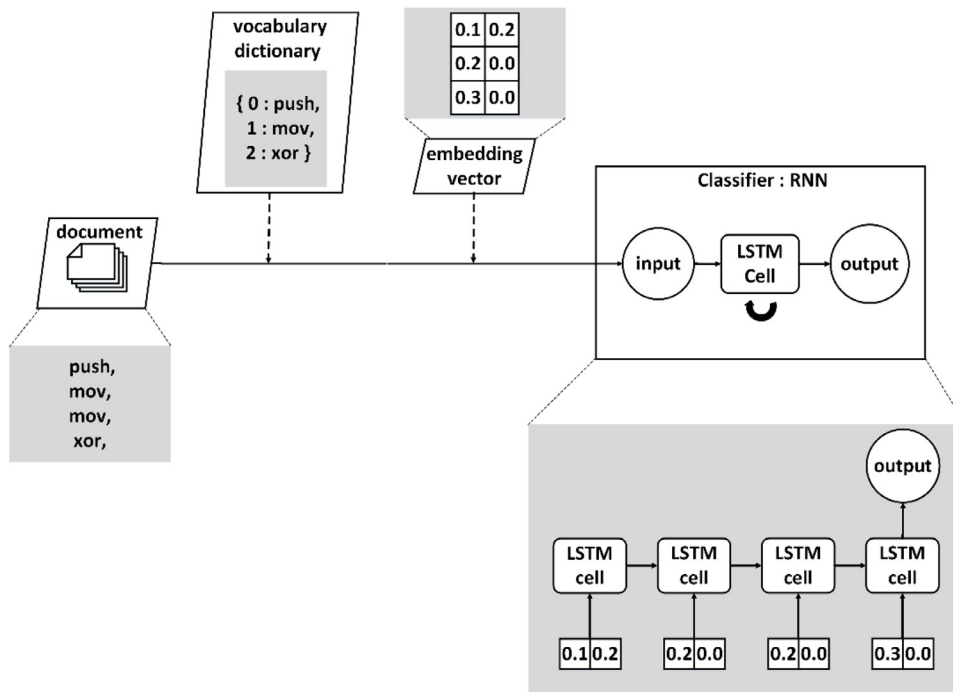 vocabulary
dictionary
{ 0 : push,
1 : mov,
2 : xor }
0.1 0.2
0.2 0.0
0.3 0.0
embedding
vector
document
push,
mov,
mov,
xor,
Classifier : RNN
input
LSTM
Cell
output
output
LSTM
cell
LSTM
cell
LSTM
cell
LSTM
cell
0.1 0.2
0.2 0.0
0.2 0.0
0.3 0.0